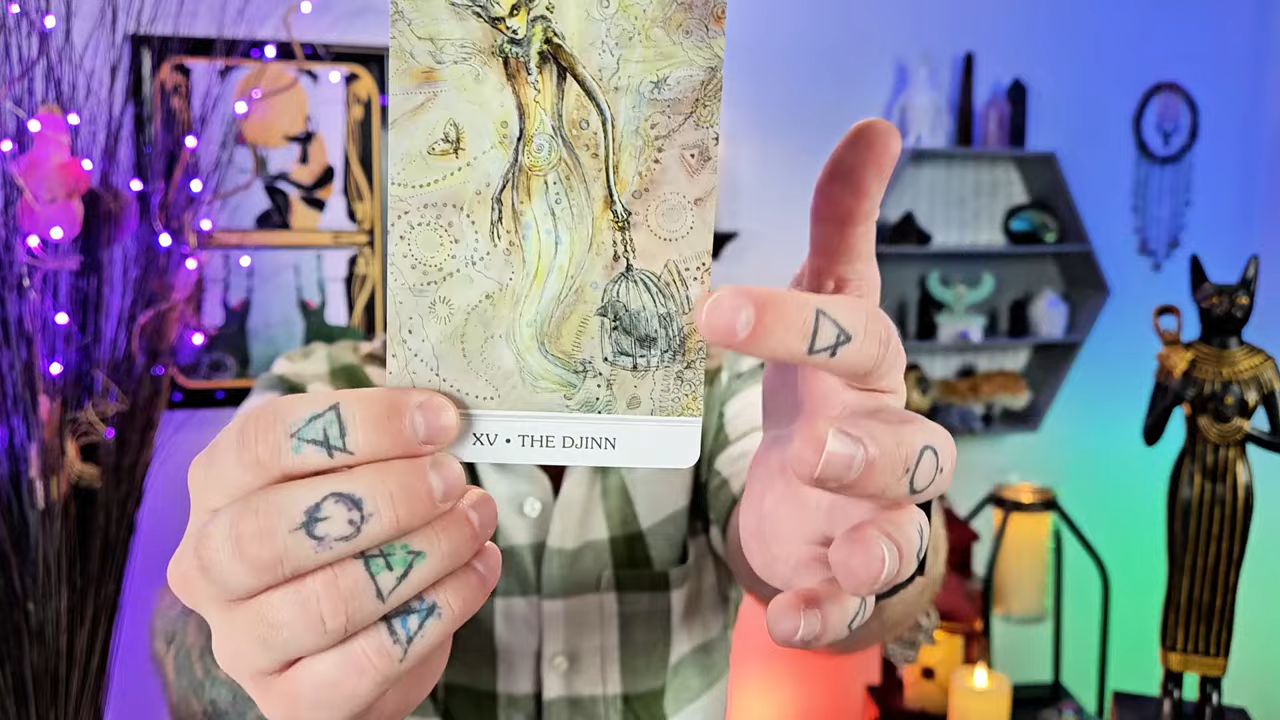 XV • THE DJINN